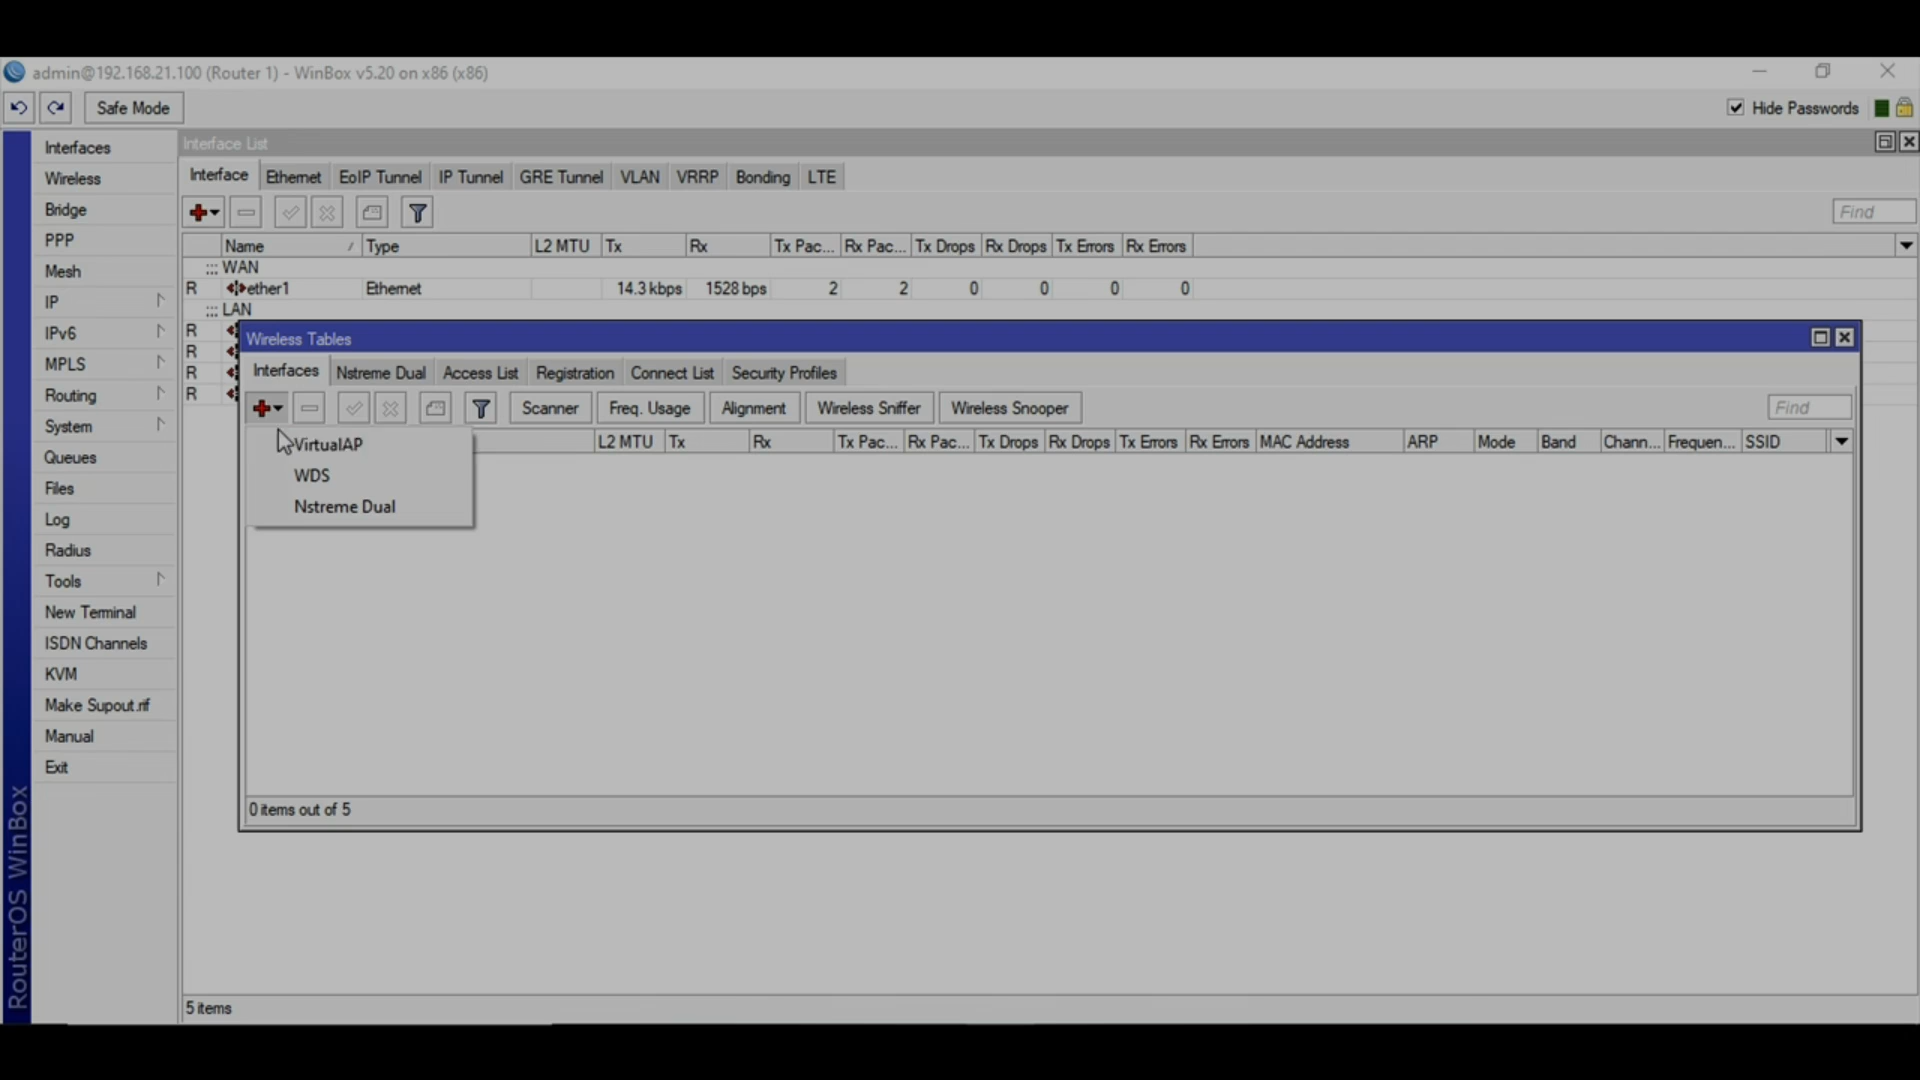 admin@192.168.21.100 (Router 1) - WinBox v5.20 on x86 (x86)
Safe Mode
Hide Passwords
Interfaces
Wireless
Bridge
PPP
Mesh
IP
IPv6
MPLS
Routing
System
Queues
Files
Log
Radius
Tools
New Terminal
ISDN Channels
KVM
Make Supout.rif
Manual
Exit
RouterOS WinBox
Interface List
Interface Ethernet EoIP Tunnel IP Tunnel GRE Tunnel VLAN VRRP Bonding LTE
Find
Name Type L2 MTU Tx Rx Tx Pac... Rx Pac... Tx Drops Rx Drops Tx Errors Rx Errors
::: WAN
R ether1 Ethernet 14.3 kbps 1528 bps 2 2 0 0 0 0
::: LAN
R
R
R
R
Wireless Tables
Interfaces Nstreme Dual Access List Registration Connect List Security Profiles
Scanner Freq. Usage Alignment Wireless Sniffer Wireless Snooper Find
L2 MTU Tx Rx Tx Pac... Rx Pac... Tx Drops Rx Drops Tx Errors Rx Errors MAC Address ARP Mode Band Chann... Frequen... SSID
VirtualAP
WDS
Nstreme Dual
0 items out of 5
5 items